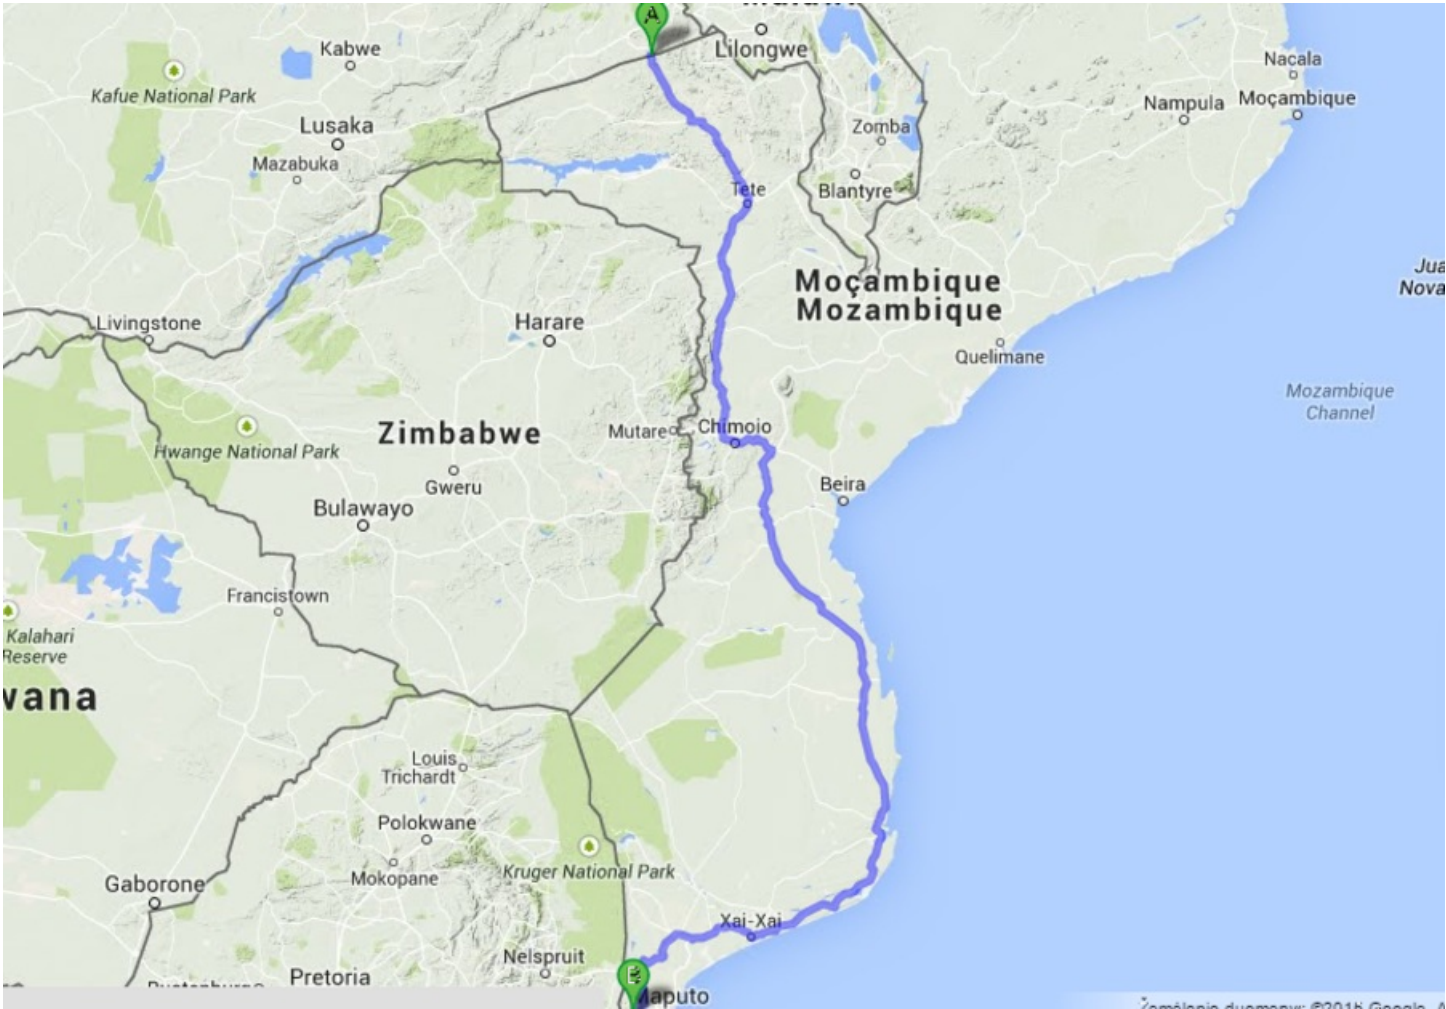 A
Kabwe
Lilongwe
Nacala
Kafue National Park
Nampula
Moçambique
Lusaka
Zomba
Mazabuka
Tete
Blantyre
Moçambique
Mozambique
Livingstone
Harare
Quelimane
Mozambique
Channel
Zimbabwe
Mutare
Chimoio
Hwange National Park
Gweru
Beira
Bulawayo
Francistown
Kalahari
Reserve
Louis
Trichardt
Polokwane
Mokopane
Kruger National Park
Gaborone
Xai-Xai
Nelspruit
Pretoria
Maputo